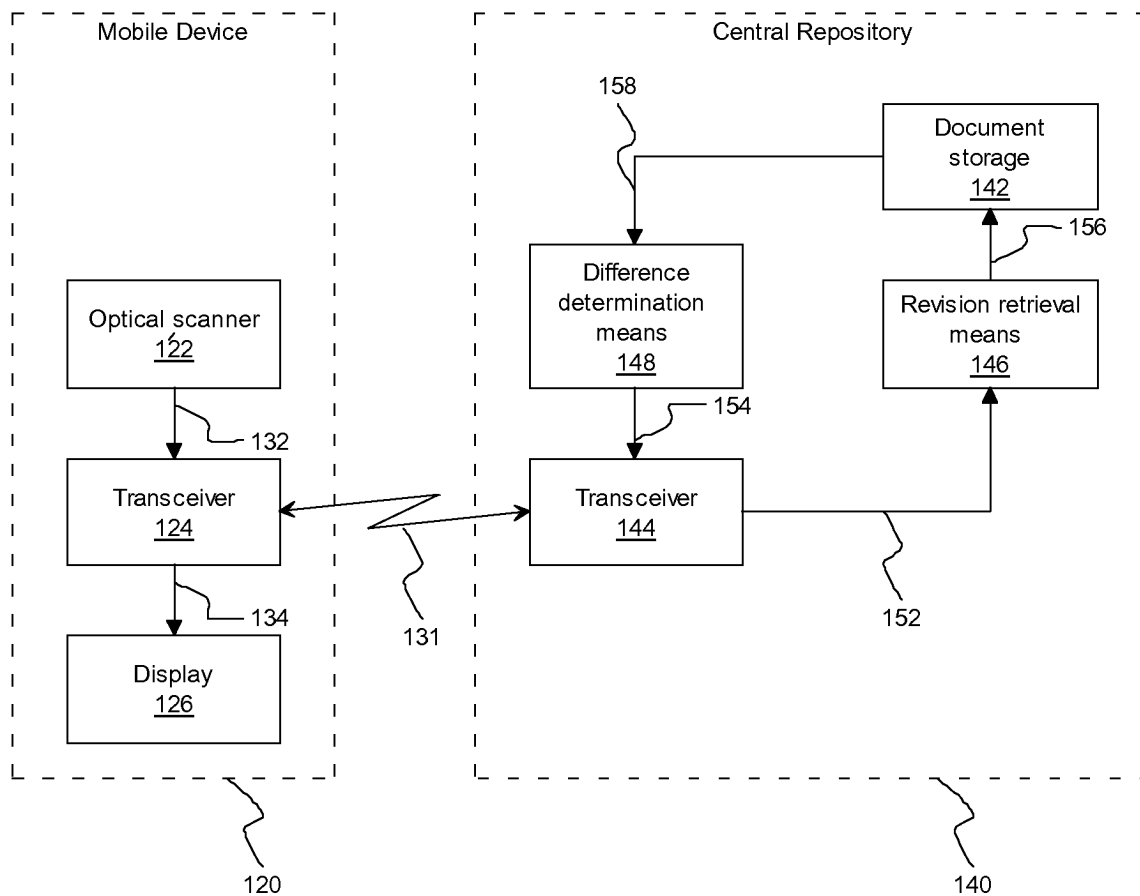 Mobile Device
Central Repository
158
Document
storage
142
156
Difference
determination
means
148
Revision retrieval
means
146
Optical scanner
122
154
132
Transceiver
124
Transceiver
144
134
131
152
Display
126
120
140